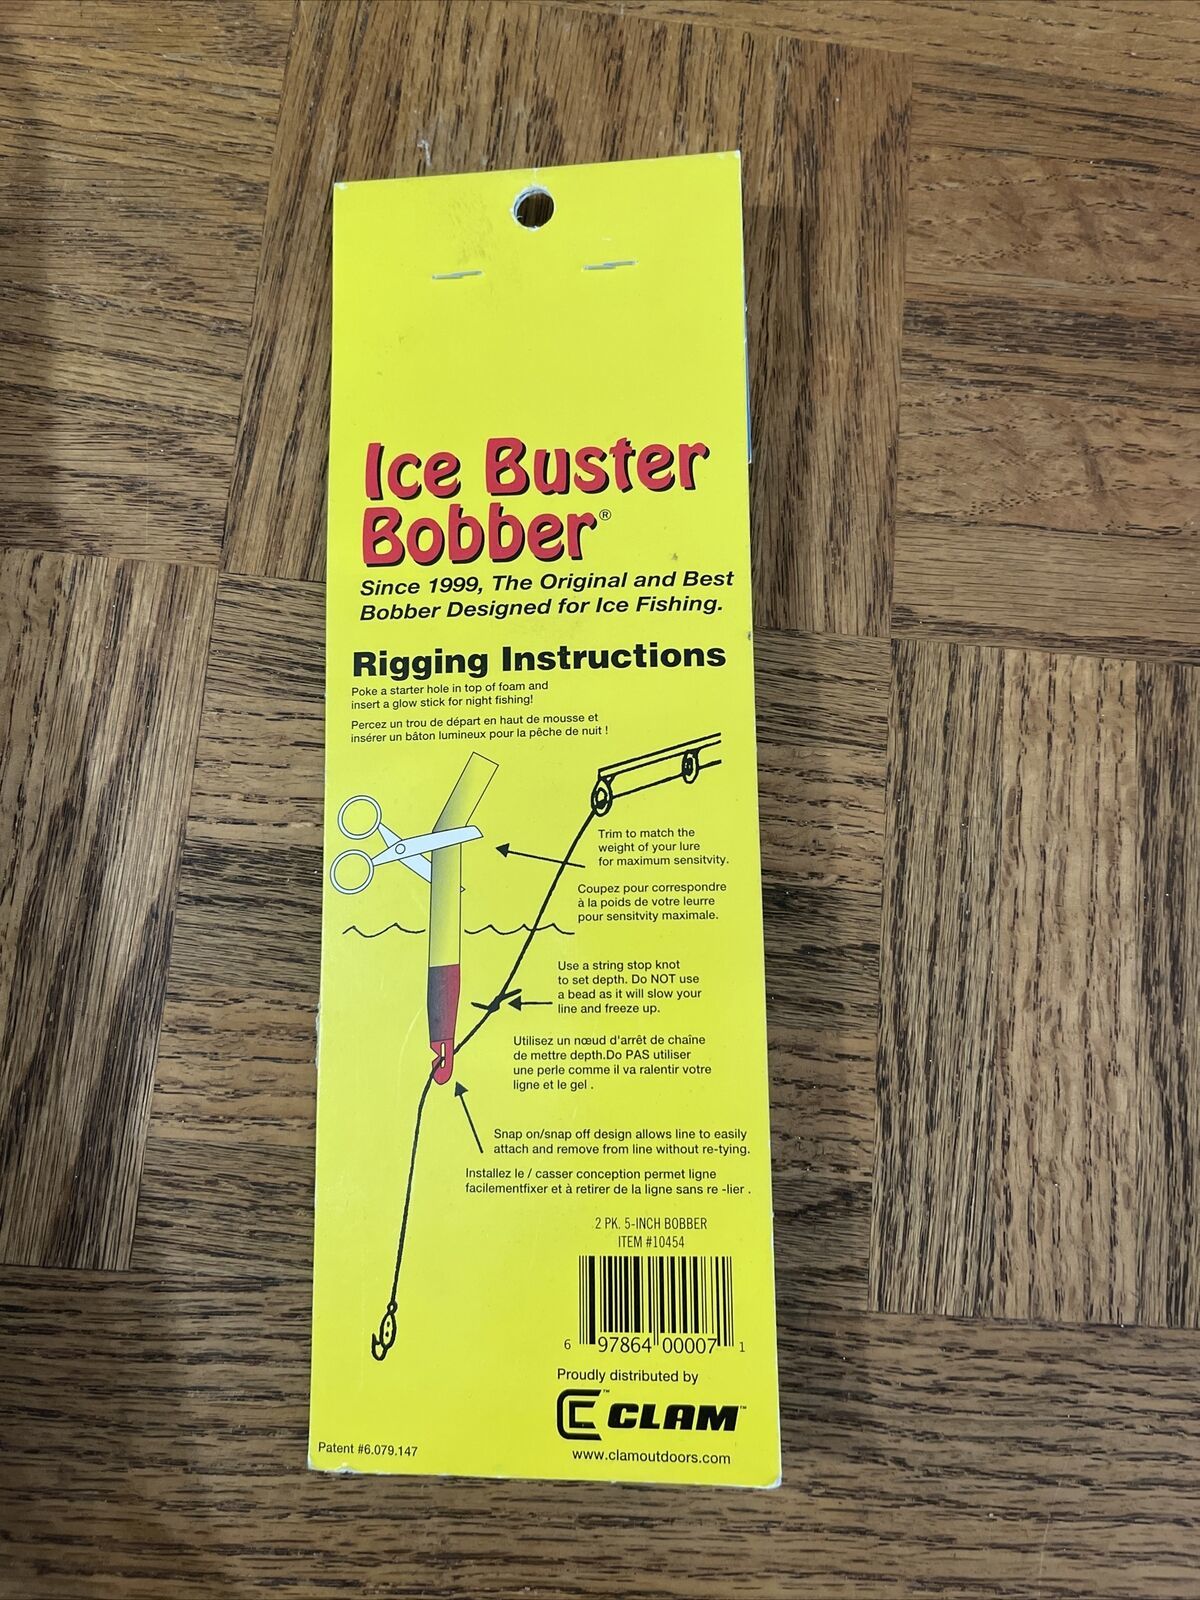 Ice Buster
Bobber®
Since 1999, The Original and Best
Bobber Designed for Ice Fishing.
Rigging Instructions
Poke a starter hole in top of foam and
insert a glow stick for night fishing!
Percez un trou de départ en haut de mousse et
insérer un bâton lumineux pour la pêche de nuit !
Trim to match the
weight of your lure
for maximum sensitvity.
Coupez pour correspondre
à la poids de votre leurre
pour sensitvity maximale.
Use a string stop knot
to set depth. Do NOT use
a bead as it will slow your
line and freeze up.
Utilisez un nœud d'arrêt de chaîne
de mettre depth.Do PAS utiliser
une perle comme il va ralentir votre
ligne et le gel .
Snap on/snap off design allows line to easily
attach and remove from line without re-tying.
Installez le / casser conception permet ligne
facilementfixer et à retirer de la ligne sans re -lier .
2 PK. 5-INCH BOBBER
ITEM #10454
6 97864 00007 1
Proudly distributed by
CLAM™
www.clamoutdoors.com
Patent #6.079.147